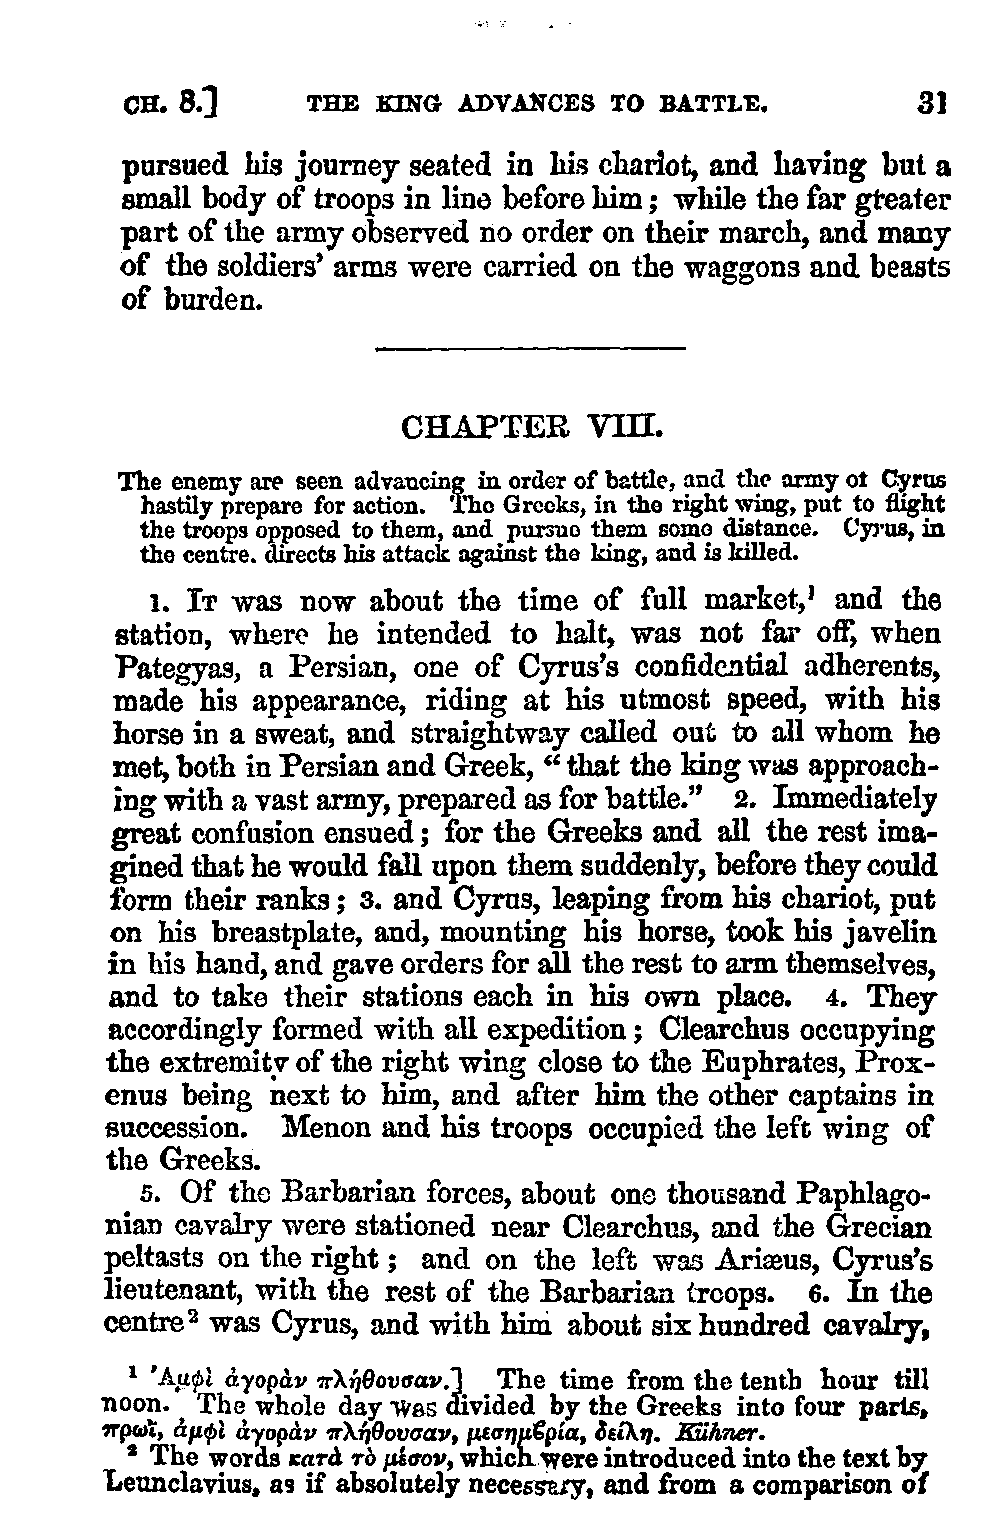 CH. 8.] THE KING ADVANCES TO BATTLE. 31
pursued his journey seated in his chariot, and having but a
small body of troops in line before him; while the far greater
part of the army observed no order on their march, and many
of the soldiers' arms were carried on the waggons and beasts
of burden.
CHAPTER VIII.
The enemy are seen advancing in order of battle, and the army of Cyrus
hastily prepare for action. The Greeks, in the right wing, put to flight
the troops opposed to them, and pursue them some distance. Cyrus, in
the centre. directs his attack against the king, and is killed.
1. IT was now about the time of full market,¹ and the
station, where he intended to halt, was not far off, when
Pategyas, a Persian, one of Cyrus's confidential adherents,
made his appearance, riding at his utmost speed, with his
horse in a sweat, and straightway called out to all whom he
met, both in Persian and Greek, “that the king was approach-
ing with a vast army, prepared as for battle.” 2. Immediately
great confusion ensued; for the Greeks and all the rest ima-
gined that he would fall upon them suddenly, before they could
form their ranks; 3. and Cyrus, leaping from his chariot, put
on his breastplate, and, mounting his horse, took his javelin
in his hand, and gave orders for all the rest to arm themselves,
and to take their stations each in his own place. 4. They
accordingly formed with all expedition; Clearchus occupying
the extremity of the right wing close to the Euphrates, Prox-
enus being next to him, and after him the other captains in
succession. Menon and his troops occupied the left wing of
the Greeks.
5. Of the Barbarian forces, about one thousand Paphlago-
nian cavalry were stationed near Clearchus, and the Grecian
peltasts on the right; and on the left was Ariæus, Cyrus's
lieutenant, with the rest of the Barbarian troops. 6. In the
centre² was Cyrus, and with him about six hundred cavalry,
¹ Ἀμφὶ ἀγορὰν πλήθουσαν.] The time from the tenth hour till
noon. The whole day was divided by the Greeks into four parts,
πρωῒ, ἀμφὶ ἀγορὰν πλήθουσαν, μεσημϐρία, δείλη. Kühner.
² The words κατὰ τὸ μέσον, which were introduced into the text by
Leunclavius, as if absolutely necessary, and from a comparison of